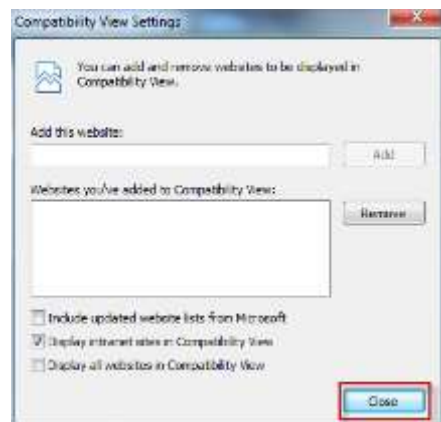 Compatibility View Settings
You can add and remove websites to be displayed in
Compatibility View.
Add this website:
Add
Websites you've added to Compatibility View:
Remove
Include updated website lists from Microsoft
Display intranet sites in Compatibility View
Display all websites in Compatibility View
Close